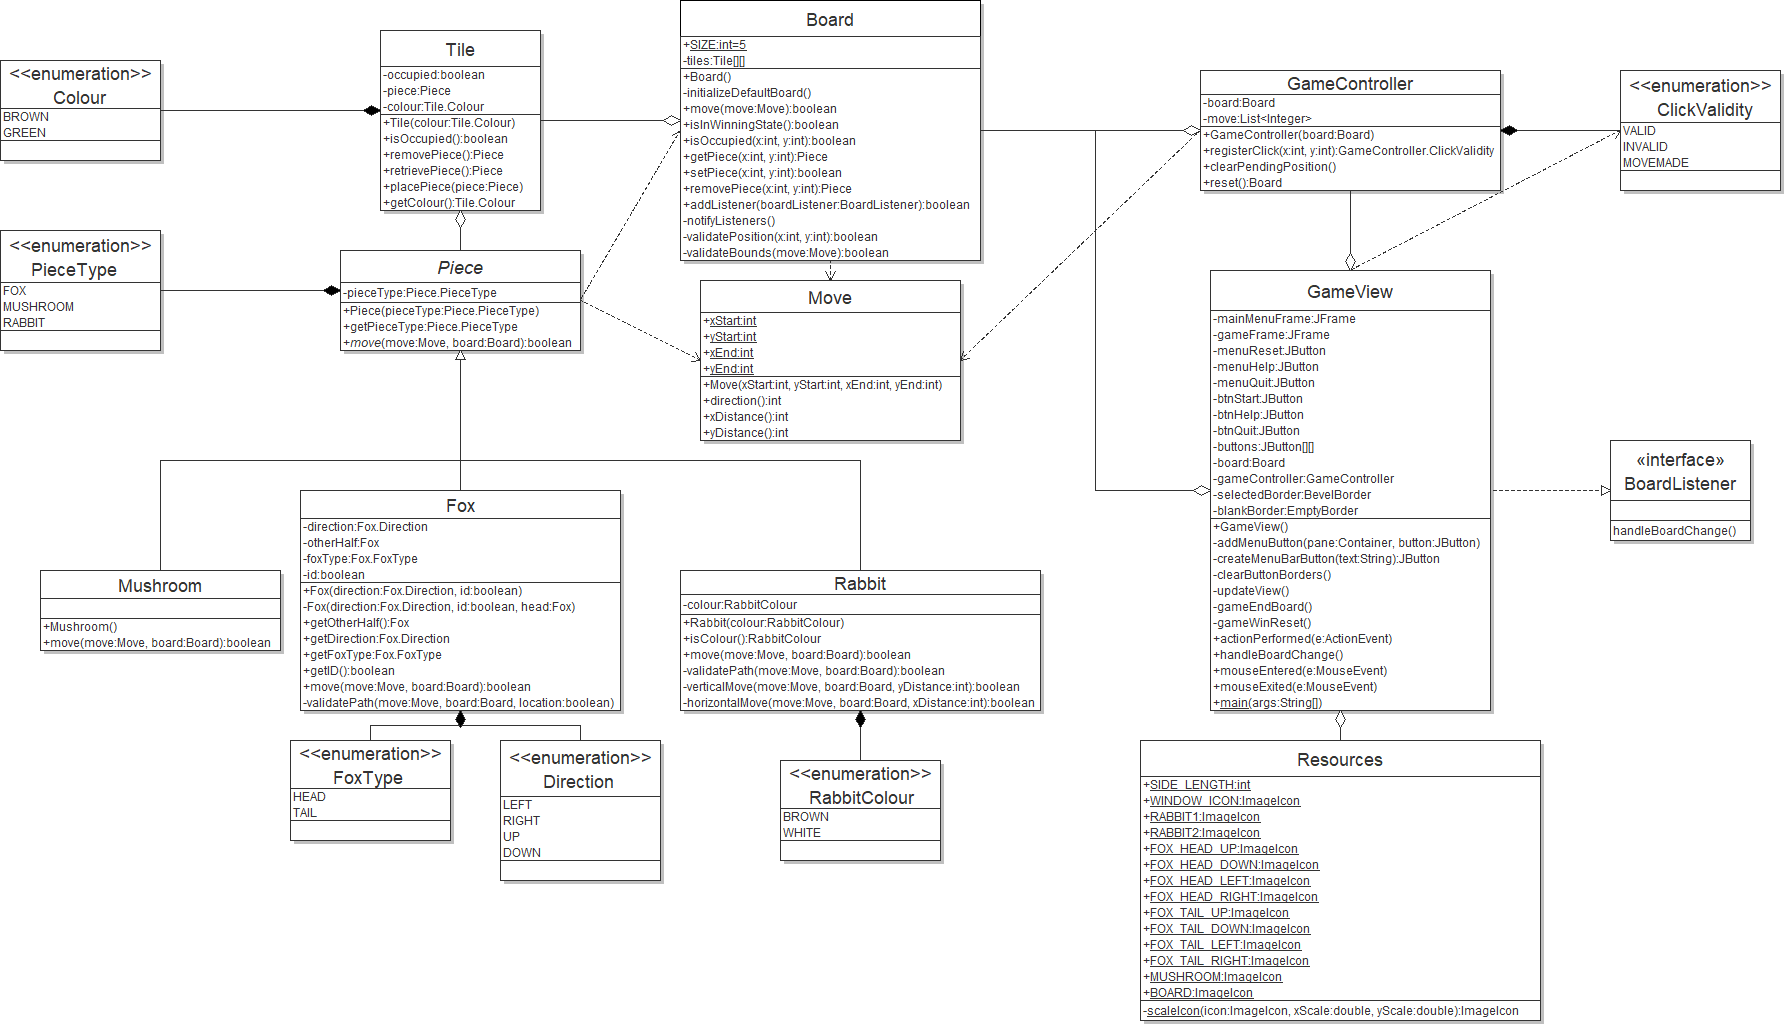 <<enumeration>>
Colour
BROWN
GREEN
Tile
-occupied:boolean
-piece:Piece
-colour:Tile.Colour
+Tile(colour:Tile.Colour)
+isOccupied():boolean
+removePiece():Piece
+retrievePiece():Piece
+placePiece(piece:Piece)
+getColour():Tile.Colour
Board
+SIZE:int=5
-tiles:Tile[][]
+Board()
-initializeDefaultBoard()
+move(move:Move):boolean
+isInWinningState():boolean
+isOccupied(x:int, y:int):boolean
+getPiece(x:int, y:int):Piece
+setPiece(x:int, y:int):boolean
+removePiece(x:int, y:int):Piece
+addListener(boardListener:BoardListener):boolean
-notifyListeners()
-validatePosition(x:int, y:int):boolean
-validateBounds(move:Move):boolean
GameController
-board:Board
-move:List<Integer>
+GameController(board:Board)
+registerClick(x:int, y:int):GameController.ClickValidity
+clearPendingPosition()
+reset():Board
<<enumeration>>
ClickValidity
VALID
INVALID
MOVEMADE
<<enumeration>>
PieceType
FOX
MUSHROOM
RABBIT
Piece
-pieceType:Piece.PieceType
+Piece(pieceType:Piece.PieceType)
+getPieceType:Piece.PieceType
+move(move:Move, board:Board):boolean
Move
+xStart:int
+yStart:int
+xEnd:int
+yEnd:int
+Move(xStart:int, yStart:int, xEnd:int, yEnd:int)
+direction():int
+xDistance():int
+yDistance():int
GameView
-mainMenuFrame:JFrame
-gameFrame:JFrame
-menuReset:JButton
-menuHelp:JButton
-menuQuit:JButton
-btnStart:JButton
-btnHelp:JButton
-btnQuit:JButton
-buttons:JButton[][]
-board:Board
-gameController:GameController
-selectedBorder:BevelBorder
-blankBorder:EmptyBorder
+GameView()
-addMenuButton(pane:Container, button:JButton)
-createMenuBarButton(text:String):JButton
-clearButtonBorders()
-updateView()
-gameEndBoard()
-gameWinReset()
+actionPerformed(e:ActionEvent)
+handleBoardChange()
+mouseEntered(e:MouseEvent)
+mouseExited(e:MouseEvent)
+main(args:String[])
«interface»
BoardListener
handleBoardChange()
Mushroom
+Mushroom()
+move(move:Move, board:Board):boolean
Fox
-direction:Fox.Direction
-otherHalf:Fox
-foxType:Fox.FoxType
-id:boolean
+Fox(direction:Fox.Direction, id:boolean)
-Fox(direction:Fox.Direction, id:boolean, head:Fox)
+getOtherHalf():Fox
+getDirection:Fox.Direction
+getFoxType:Fox.FoxType
+getID():boolean
+move(move:Move, board:Board):boolean
-validatePath(move:Move, board:Board, location:boolean)
Rabbit
-colour:RabbitColour
+Rabbit(colour:RabbitColour)
+isColour():RabbitColour
+move(move:Move, board:Board):boolean
-validatePath(move:Move, board:Board):boolean
-verticalMove(move:Move, board:Board, yDistance:int):boolean
-horizontalMove(move:Move, board:Board, xDistance:int):boolean
<<enumeration>>
FoxType
HEAD
TAIL
<<enumeration>>
Direction
LEFT
RIGHT
UP
DOWN
<<enumeration>>
RabbitColour
BROWN
WHITE
Resources
+SIDE_LENGTH:int
+WINDOW_ICON:ImageIcon
+RABBIT1:ImageIcon
+RABBIT2:ImageIcon
+FOX_HEAD_UP:ImageIcon
+FOX_HEAD_DOWN:ImageIcon
+FOX_HEAD_LEFT:ImageIcon
+FOX_HEAD_RIGHT:ImageIcon
+FOX_TAIL_UP:ImageIcon
+FOX_TAIL_DOWN:ImageIcon
+FOX_TAIL_LEFT:ImageIcon
+FOX_TAIL_RIGHT:ImageIcon
+MUSHROOM:ImageIcon
+BOARD:ImageIcon
-scaleIcon(icon:ImageIcon, xScale:double, yScale:double):ImageIcon